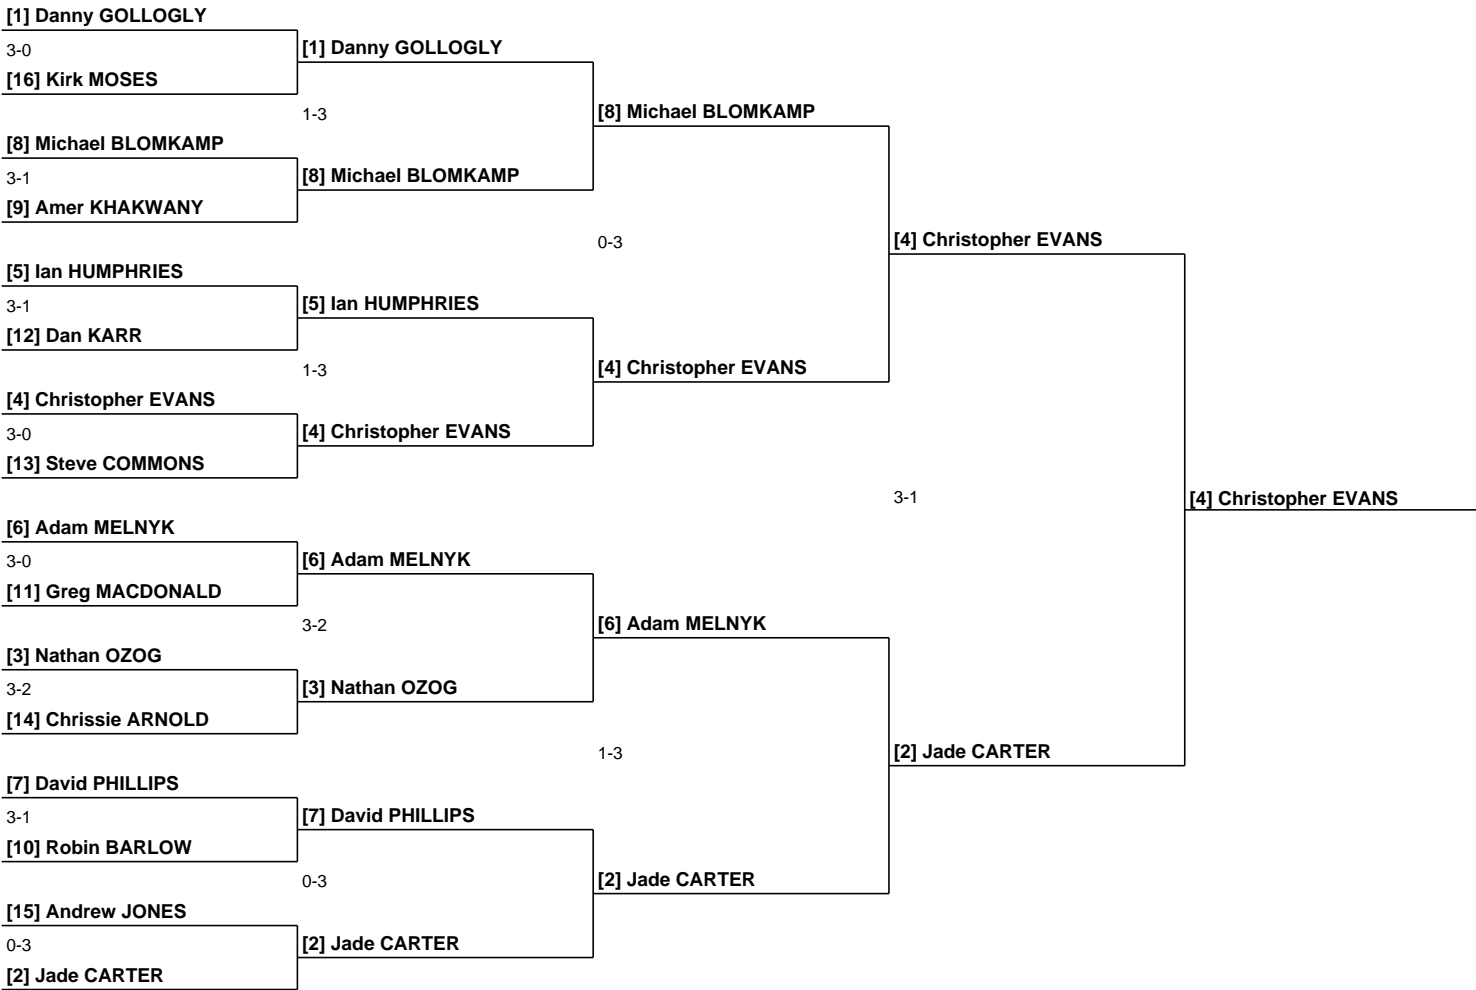 [1] Danny GOLLOGLY
3-0
[16] Kirk MOSES
[8] Michael BLOMKAMP
3-1
[9] Amer KHAKWANY
[5] Ian HUMPHRIES
3-1
[12] Dan KARR
[4] Christopher EVANS
3-0
[13] Steve COMMONS
[6] Adam MELNYK
3-0
[11] Greg MACDONALD
[3] Nathan OZOG
3-2
[14] Chrissie ARNOLD
[7] David PHILLIPS
3-1
[10] Robin BARLOW
[15] Andrew JONES
0-3
[2] Jade CARTER
[1] Danny GOLLOGLY
1-3
[8] Michael BLOMKAMP
[5] Ian HUMPHRIES
1-3
[4] Christopher EVANS
[6] Adam MELNYK
3-2
[3] Nathan OZOG
[7] David PHILLIPS
0-3
[2] Jade CARTER
[8] Michael BLOMKAMP
0-3
[4] Christopher EVANS
[6] Adam MELNYK
1-3
[2] Jade CARTER
[4] Christopher EVANS
3-1
[2] Jade CARTER
[4] Christopher EVANS